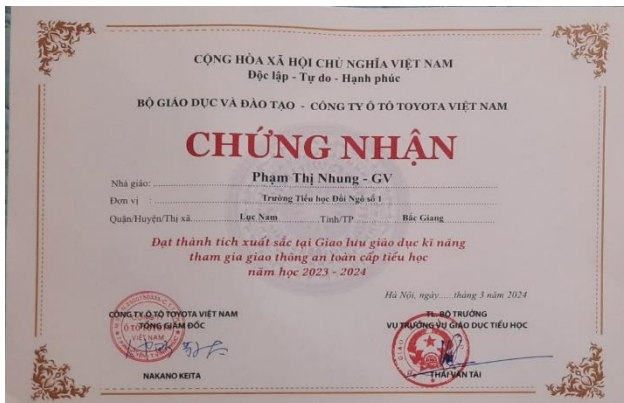 CỘNG HÒA XÃ HỘI CHỦ NGHĨA VIỆT NAM
Độc lập - Tự do - Hạnh phúc
BỘ GIÁO DỤC VÀ ĐÀO TẠO - CÔNG TY Ô TÔ TOYOTA VIỆT NAM
CHỨNG NHẬN
Nhà giáo: Phạm Thị Nhung - GV
Đơn vị : Trường Tiểu học Đồi Ngô số 1
Quận/Huyện/Thị xã Lục Nam Tỉnh/TP Bắc Giang
Đạt thành tích xuất sắc tại Giao lưu giáo dục kĩ năng
tham gia giao thông an toàn cấp tiểu học
năm học 2023 - 2024
Hà Nội, ngày......tháng 3 năm 2024
CÔNG TY Ô TÔ TOYOTA VIỆT NAM
TỔNG GIÁM ĐỐC
NAKANO KEITA
TL. BỘ TRƯỞNG
VỤ TRƯỞNG VỤ GIÁO DỤC TIỂU HỌC
THÁI VĂN TÀI